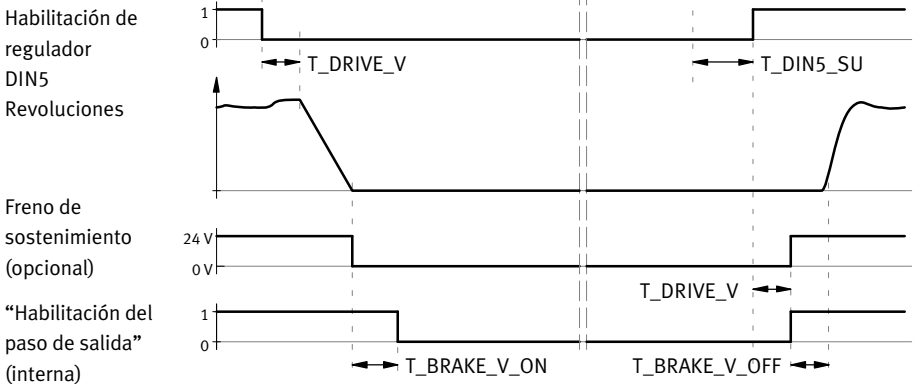 Habilitación de
regulador
DIN5
1
0
T_DRIVE_V
T_DIN5_SU
Revoluciones
Freno de
sostenimiento
(opcional)
24 V
0 V
T_DRIVE_V
“Habilitación del
paso de salida”
(interna)
1
0
T_BRAKE_V_ON
T_BRAKE_V_OFF